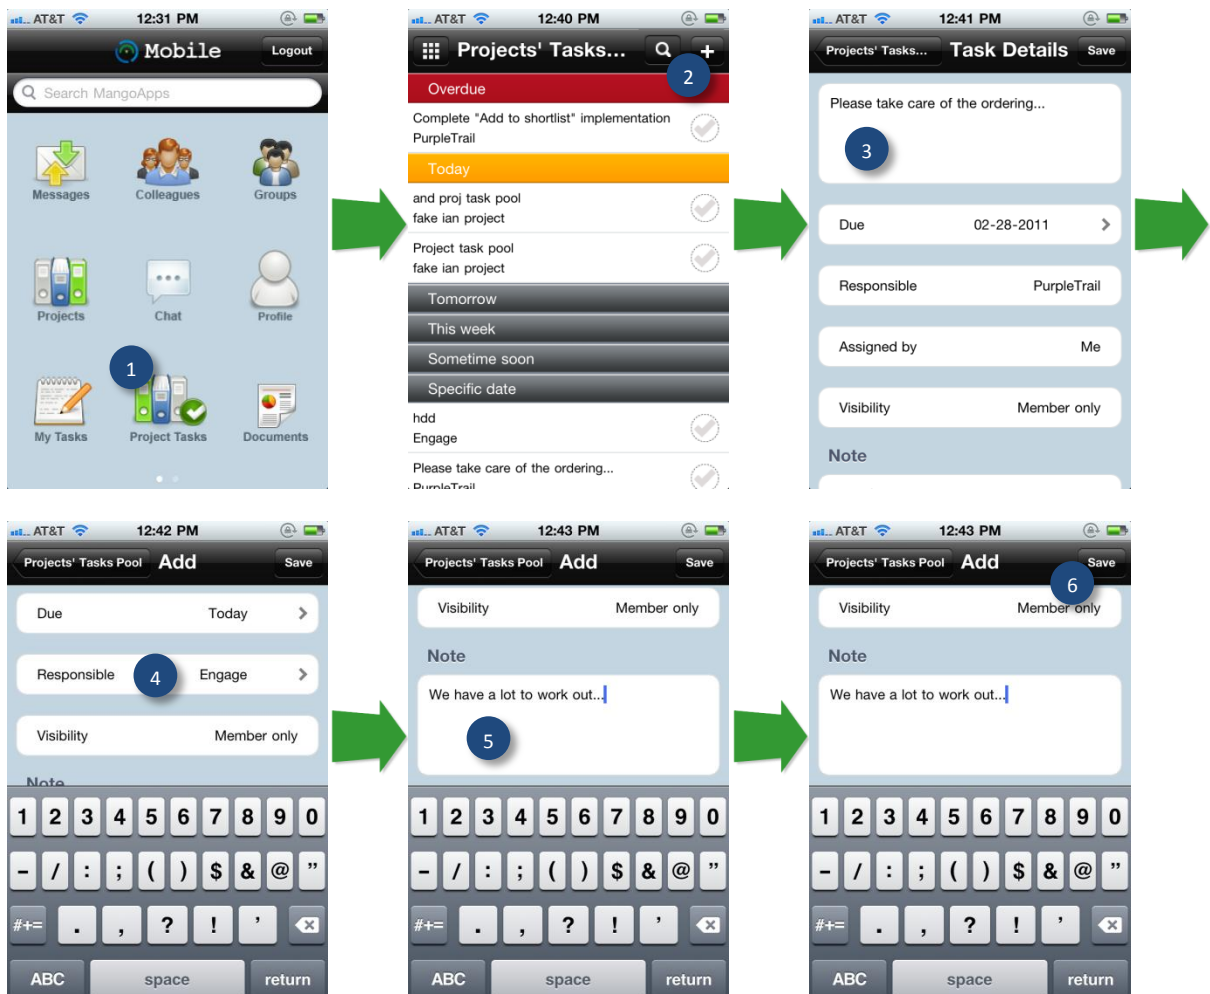 AT&T 12:31 PM
Mobile Logout
Search MangoApps
Messages Colleagues Groups
Projects Chat Profile
1
My Tasks Project Tasks Documents
AT&T 12:40 PM
Projects' Tasks... +
2
Overdue
Complete "Add to shortlist" implementation
PurpleTrail
Today
and proj task pool
fake ian project
Project task pool
fake ian project
Tomorrow
This week
Sometime soon
Specific date
hdd
Engage
Please take care of the ordering...
PurpleTrail
AT&T 12:41 PM
Projects' Tasks... Task Details Save
Please take care of the ordering...
3
Due 02-28-2011
Responsible PurpleTrail
Assigned by Me
Visibility Member only
Note
AT&T 12:42 PM
Projects' Tasks Pool Add Save
Due Today
Responsible 4 Engage
Visibility Member only
Note
1 2 3 4 5 6 7 8 9 0
- / : ; ( ) $ & @ "
#+= . , ? ! '
ABC space return
AT&T 12:43 PM
Projects' Tasks Pool Add Save
Visibility Member only
Note
We have a lot to work out...
5
1 2 3 4 5 6 7 8 9 0
- / : ; ( ) $ & @ "
#+= . , ? ! '
ABC space return
AT&T 12:43 PM
Projects' Tasks Pool Add Save
6
Visibility Member only
Note
We have a lot to work out...
1 2 3 4 5 6 7 8 9 0
- / : ; ( ) $ & @ "
#+= . , ? ! '
ABC space return